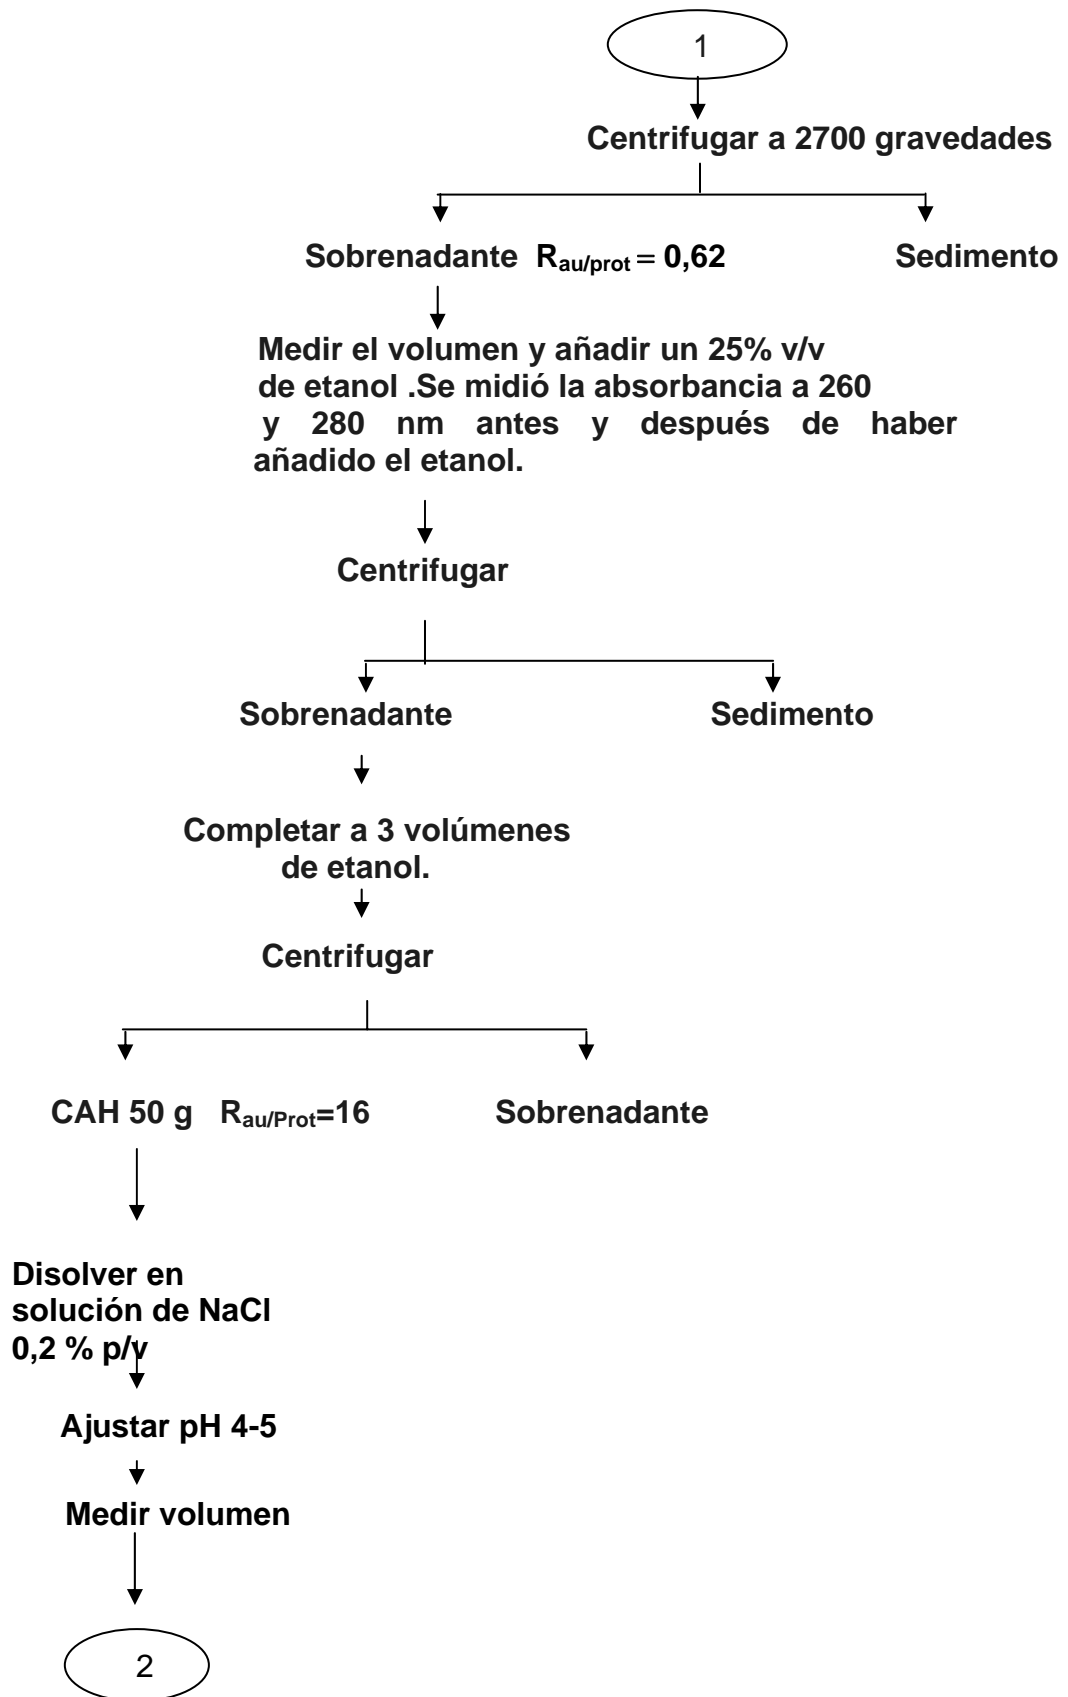 1
Centrifugar a 2700 gravedades
Sobrenadante R au/prot = 0,62 Sedimento
Medir el volumen y añadir un 25% v/v
de etanol .Se midió la absorbancia a 260
y 280 nm antes y después de haber
añadido el etanol.
Centrifugar
Sobrenadante Sedimento
Completar a 3 volúmenes
de etanol.
Centrifugar
CAH 50 g R au/Prot=16 Sobrenadante
Disolver en
solución de NaCl
0,2 % p/v
Ajustar pH 4-5
Medir volumen
2